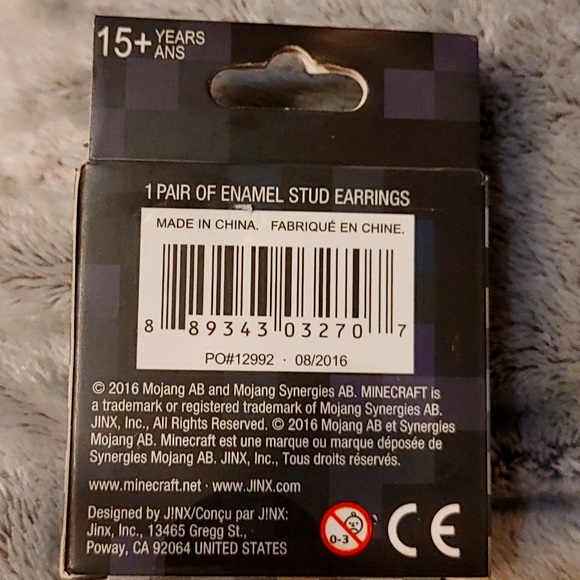 15+ YEARS
ANS
1 PAIR OF ENAMEL STUD EARRINGS
MADE IN CHINA. FABRIQUÉ EN CHINE.
8 89343 03270 7
PO#12992 · 08/2016
© 2016 Mojang AB and Mojang Synergies AB. MINECRAFT is
a trademark or registered trademark of Mojang Synergies AB.
JINX, Inc., All Rights Reserved. © 2016 Mojang AB et Synergies
Mojang AB. Minecraft est une marque ou marque déposée de
Synergies Mojang AB. JINX, Inc., Tous droits réservés.
www.minecraft.net · www.JINX.com
Designed by J!NX/Conçu par J!NX:
Jinx, Inc., 13465 Gregg St.,
Poway, CA 92064 UNITED STATES
0-3
CE